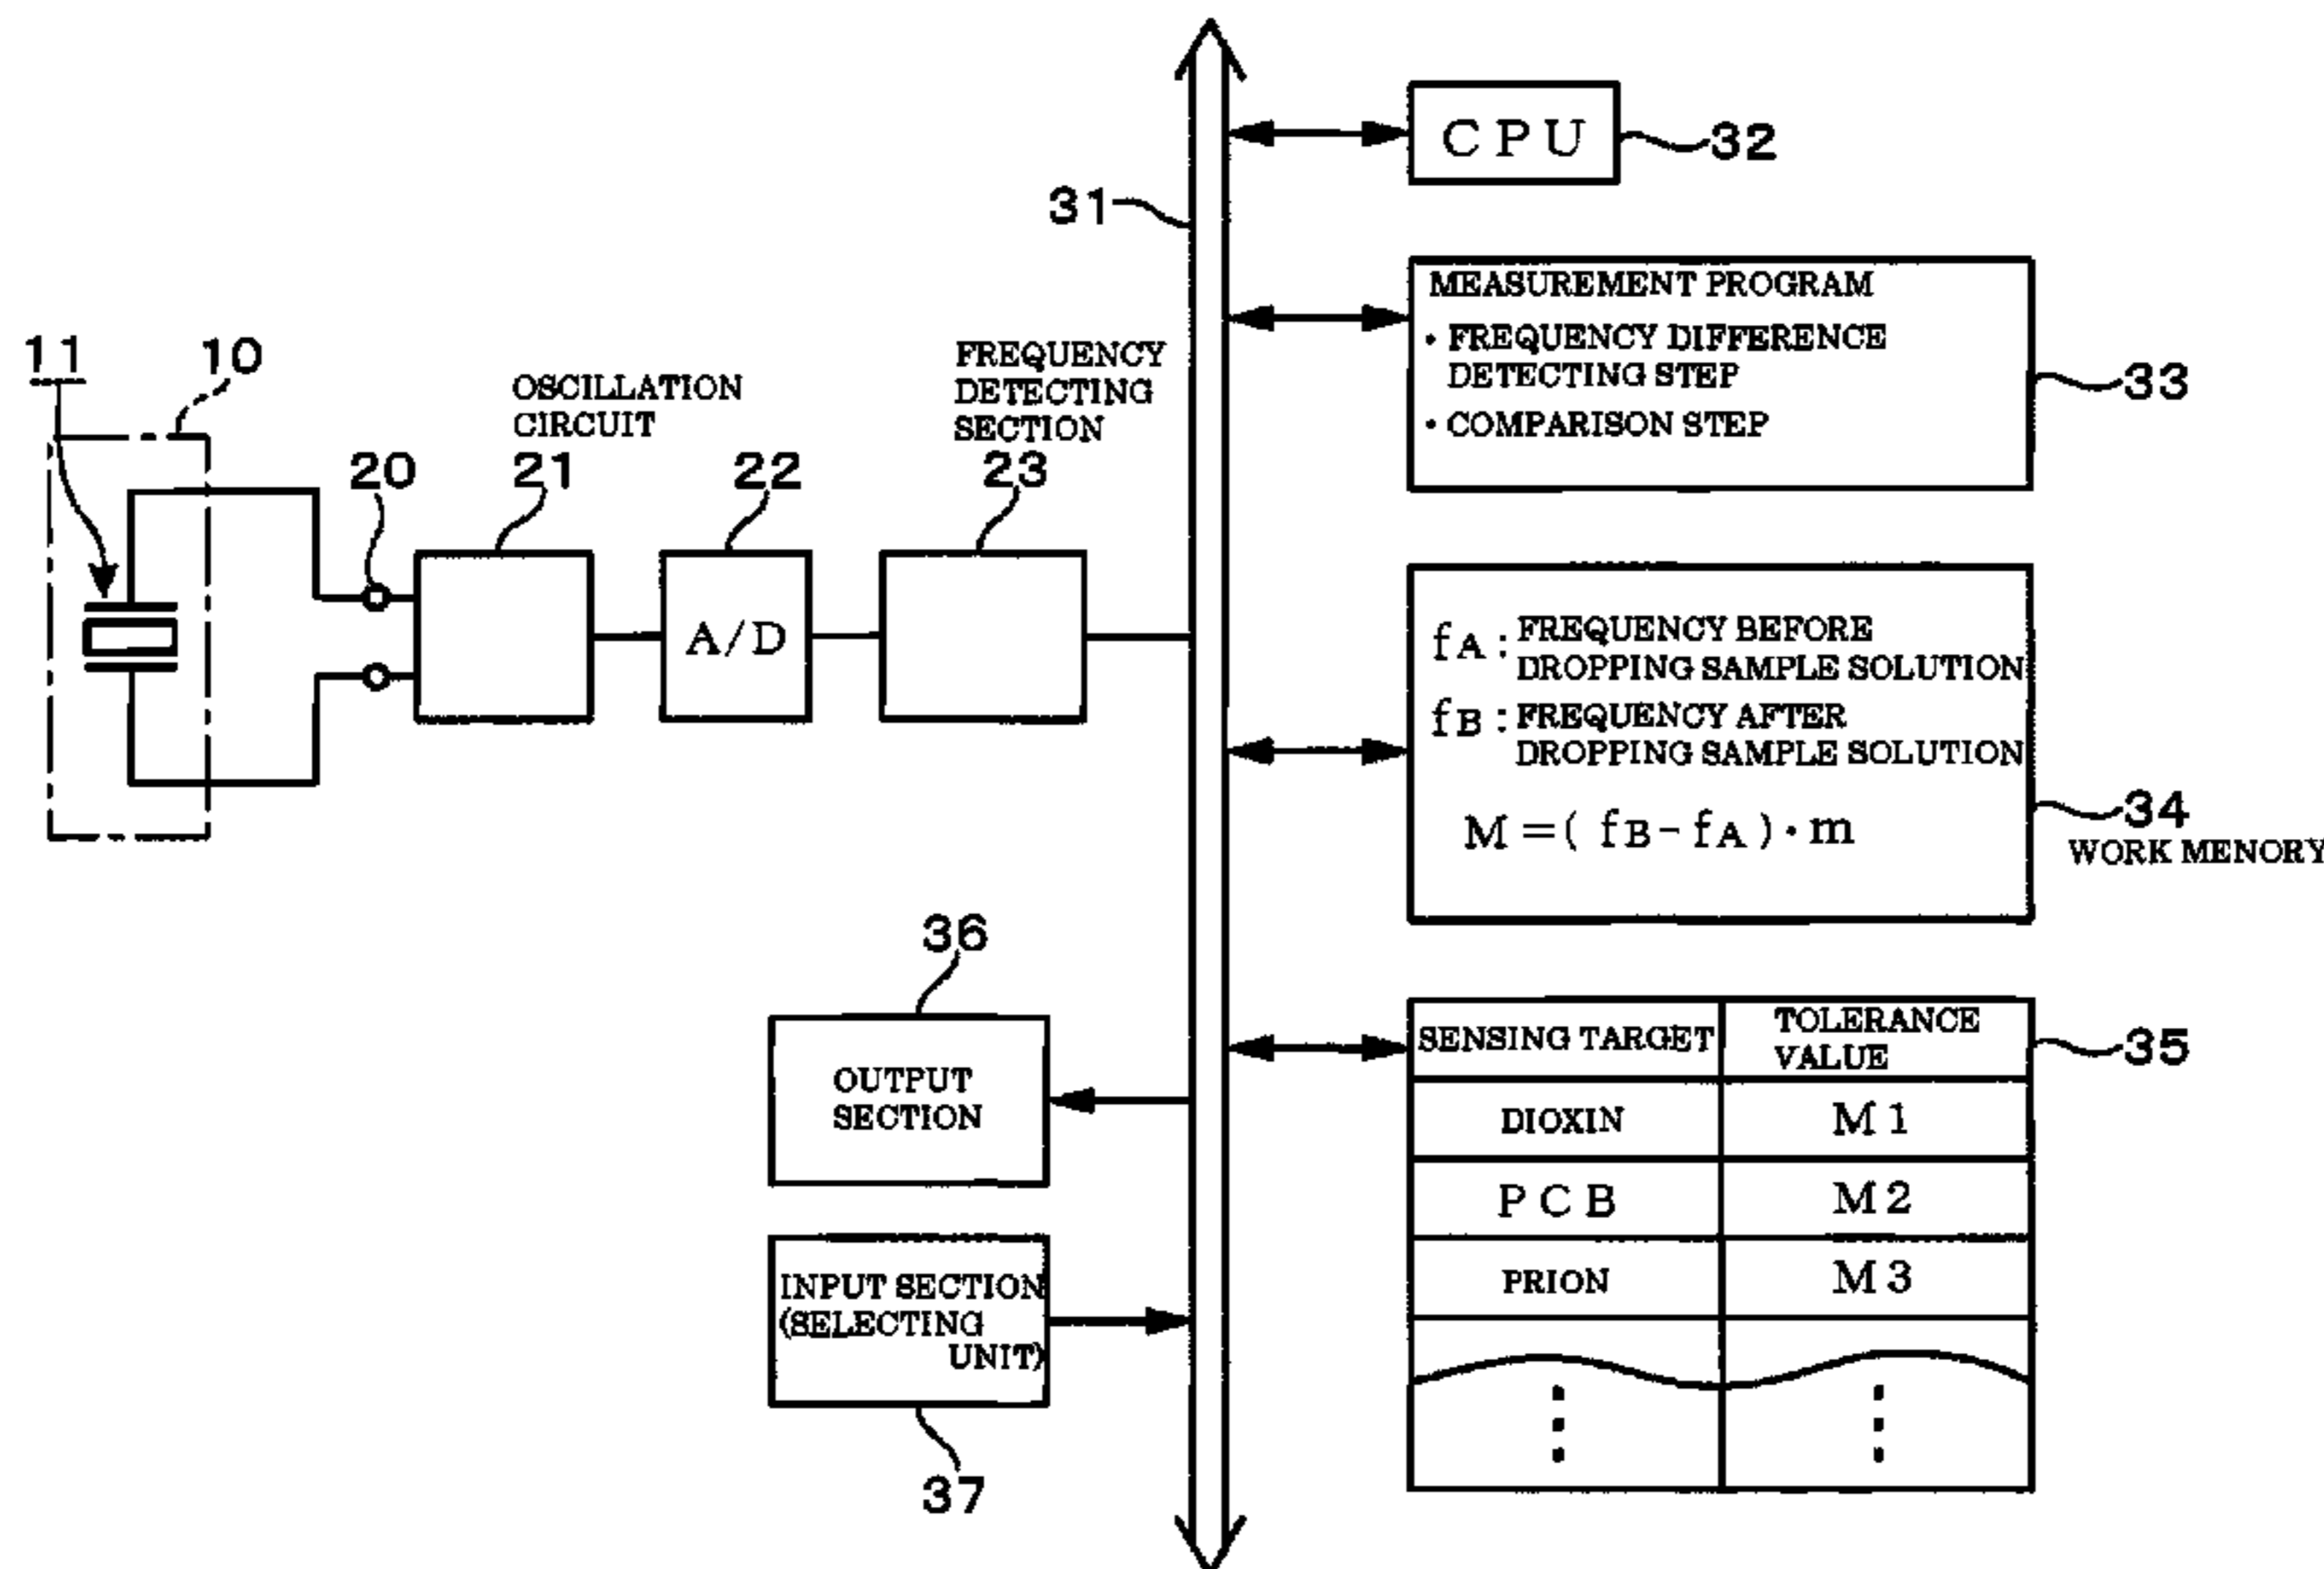 11
10
OSCILLATION
CIRCUIT
20
21
22
FREQUENCY
DETECTING
SECTION
23
A/D
31
CPU
32
MEASUREMENT PROGRAM
• FREQUENCY DIFFERENCE
DETECTING STEP
• COMPARISON STEP
33
fA : FREQUENCY BEFORE
DROPPING SAMPLE SOLUTION
fB : FREQUENCY AFTER
DROPPING SAMPLE SOLUTION
M = ( fB - fA ) · m
34
WORK MENORY
36
OUTPUT
SECTION
INPUT SECTION
(SELECTING
UNIT)
37
SENSING TARGET TOLERANCE
VALUE
35
DIOXIN M1
PCB M2
PRION M3